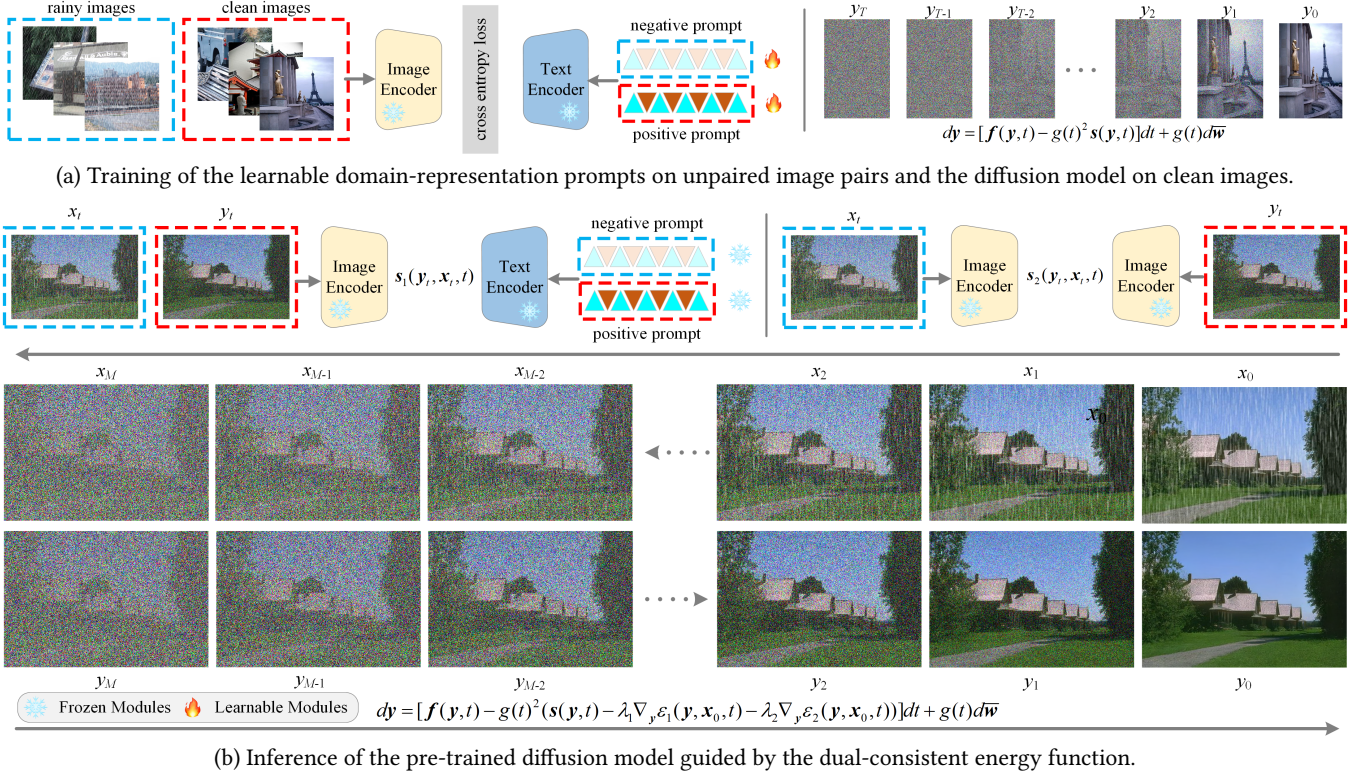 rainy images
clean images
Image
Encoder
cross entropy loss
Text
Encoder
negative prompt
positive prompt
y_T
y_{T-1}
y_{T-2}
y_2
y_1
y_0
dy = [f(y,t) − g(t)^2 s(y,t)]dt + g(t)dw̅
(a) Training of the learnable domain-representation prompts on unpaired image pairs and the diffusion model on clean images.
x_t
y_t
Image
Encoder
s_1(y_t, x_t, t)
Text
Encoder
negative prompt
positive prompt
x_t
Image
Encoder
s_2(y_t, x_t, t)
Image
Encoder
y_t
x_M
x_{M-1}
x_{M-2}
x_2
x_1
x_0
x_0
y_M
y_{M-1}
y_{M-2}
y_2
y_1
y_0
Frozen Modules
Learnable Modules
dy = [f(y,t) − g(t)^2(s(y,t) − λ_1∇_y ε_1(y, x_0, t) − λ_2∇_y ε_2(y, x_0, t))]dt + g(t)dw̅
(b) Inference of the pre-trained diffusion model guided by the dual-consistent energy function.